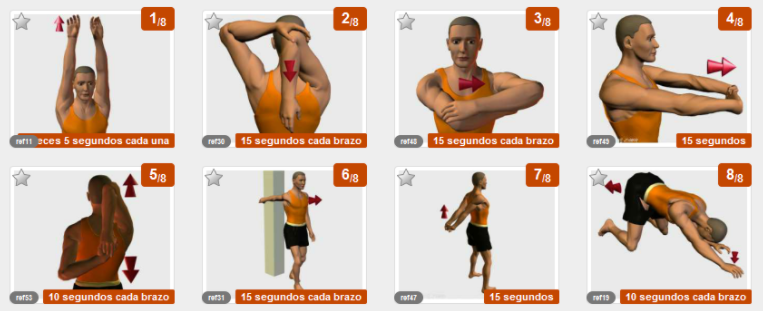 1/8
ref11
eces 5 segundos cada una
2/8
ref30
15 segundos cada brazo
3/8
ref48
15 segundos cada brazo
4/8
ref49
15 segundos
5/8
ref53
10 segundos cada brazo
6/8
ref31
15 segundos cada brazo
7/8
ref47
15 segundos
8/8
ref19
10 segundos cada brazo